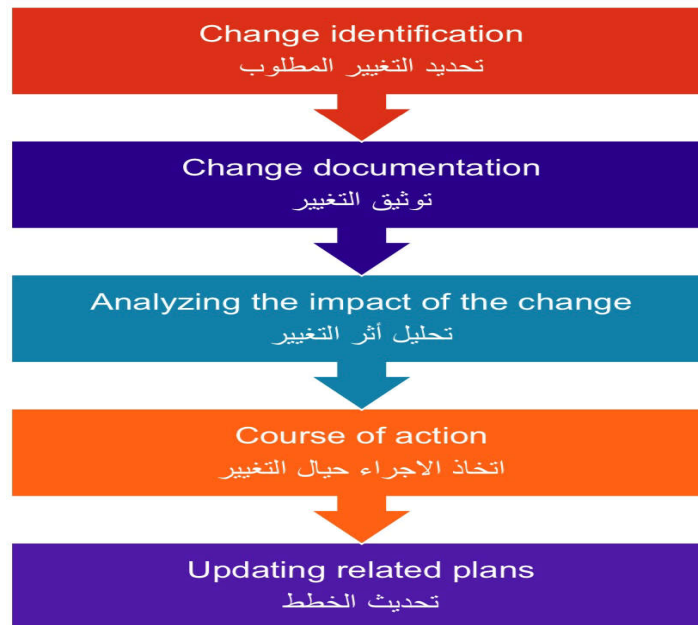 Change identification
تحديد التغيير المطلوب
Change documentation
توثيق التغيير
Analyzing the impact of the change
تحليل أثر التغيير
Course of action
اتخاذ الاجراء حيال التغيير
Updating related plans
تحديث الخطط